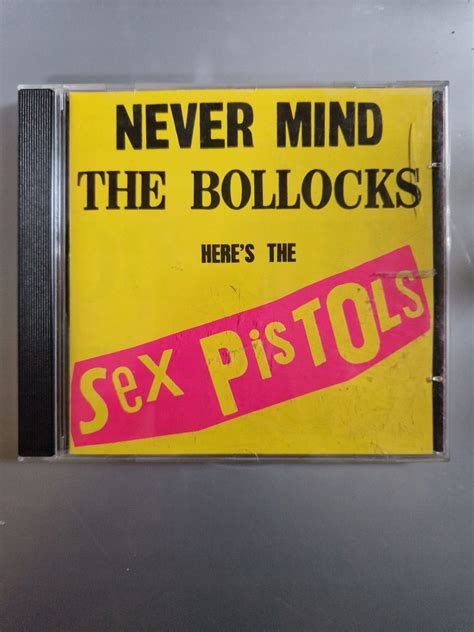 NEVER MIND
THE BOLLOCKS
HERE'S THE
Sex PisTOls